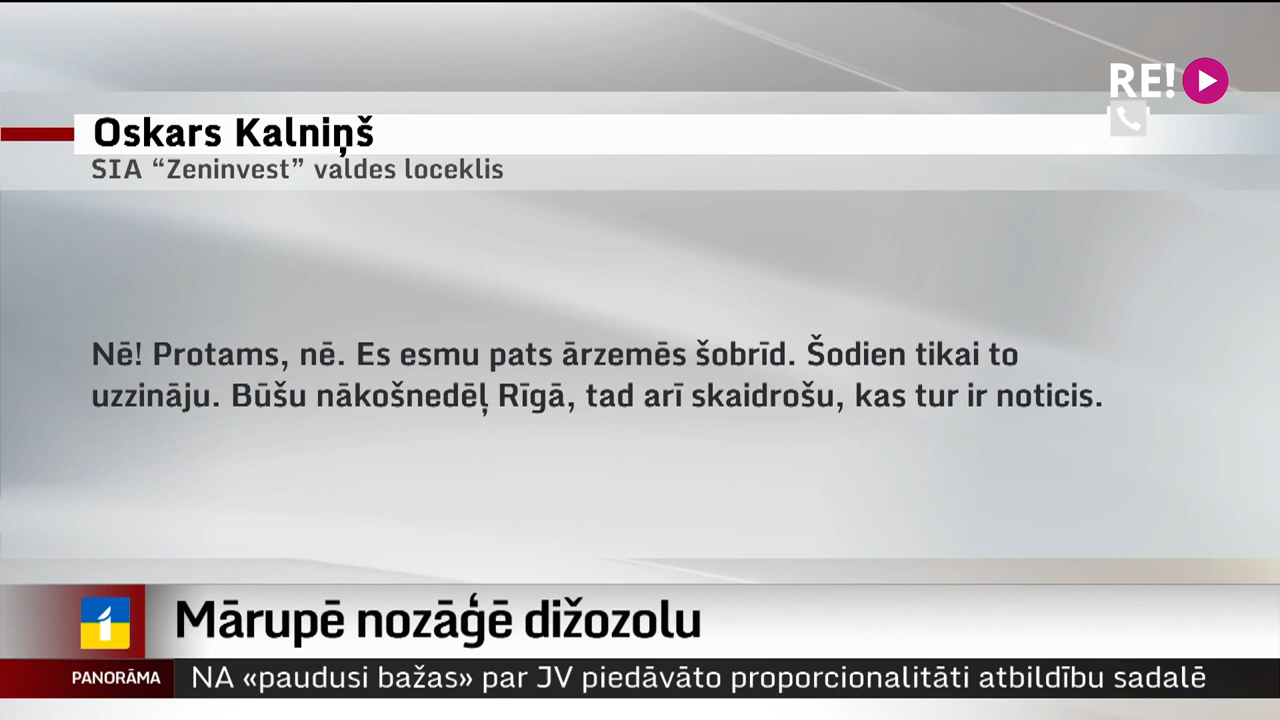 RE!
Oskars Kalniņš
SIA “Zeninvest” valdes loceklis
Nē! Protams, nē. Es esmu pats ārzemēs šobrīd. Šodien tikai to
uzzināju. Būšu nākošnedēļ Rīgā, tad arī skaidrošu, kas tur ir noticis.
1
Mārupē nozāģē dižozolu
PANORĀMA
NA «paudusi bažas» par JV piedāvāto proporcionalitāti atbildību sadalē